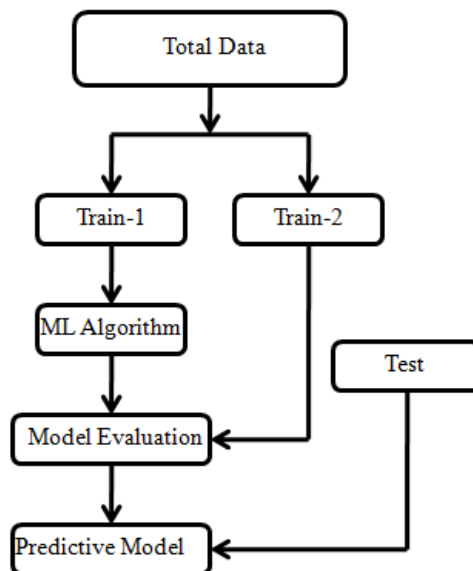 Total Data
Train-1
Train-2
ML Algorithm
Test
Model Evaluation
Predictive Model